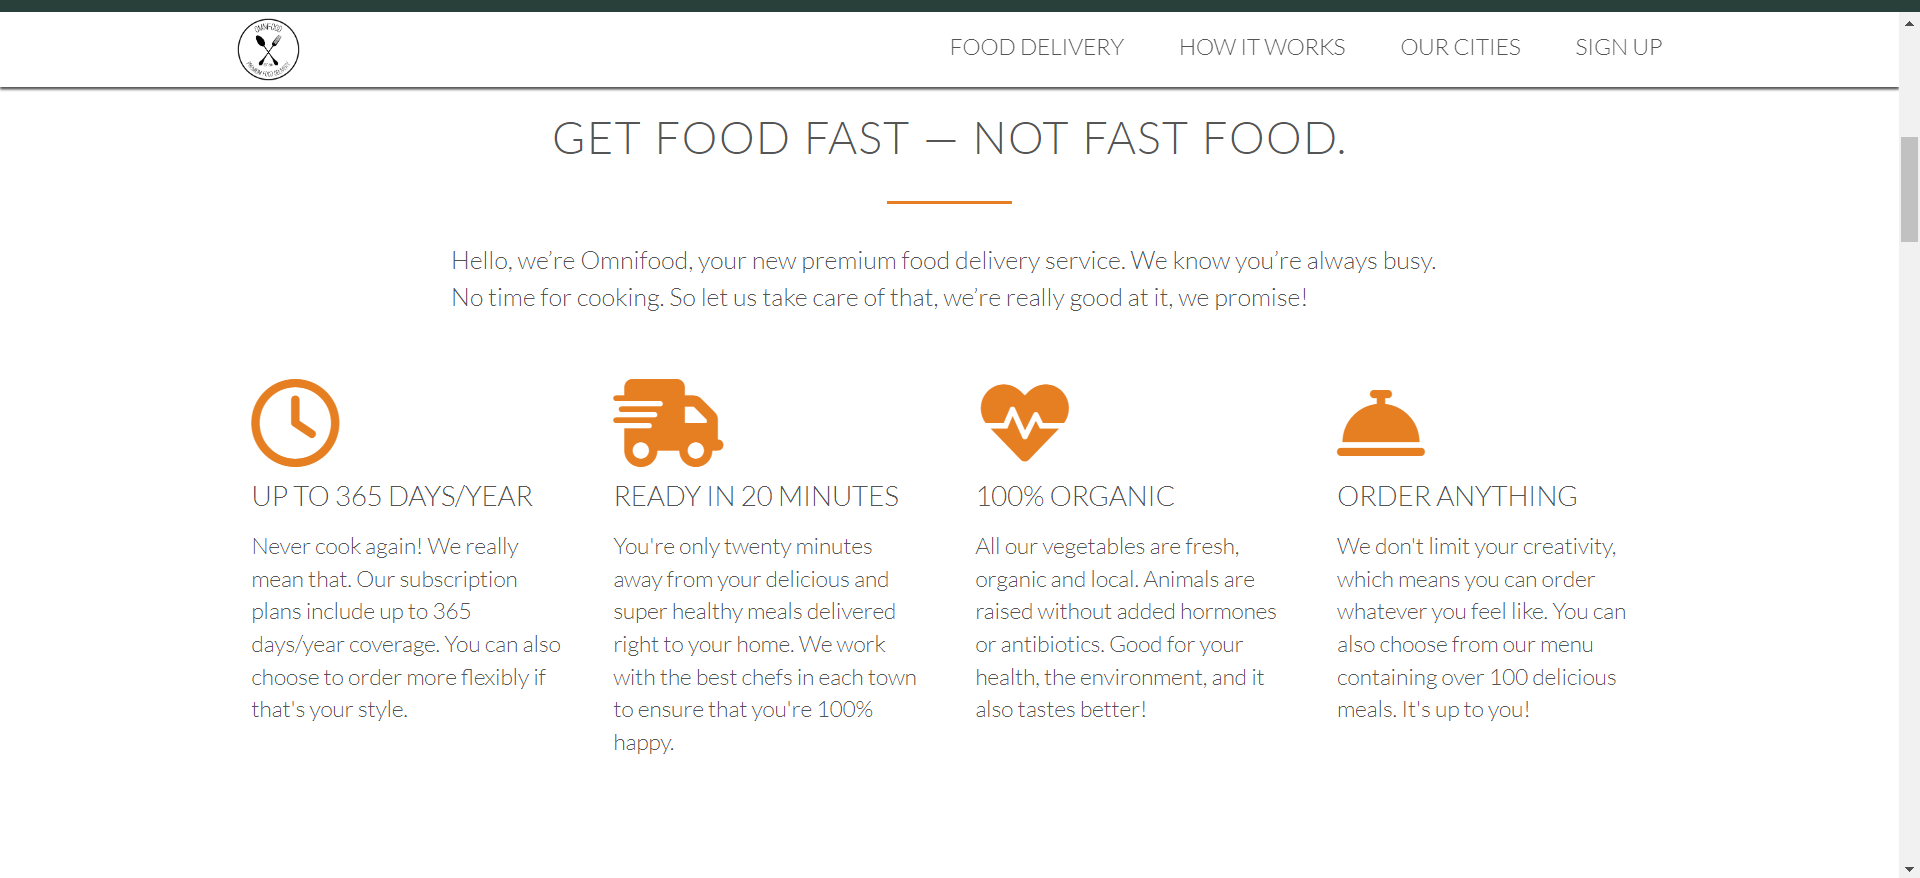 OMNIFOOD
PREMIUM FOOD DELIVERY
FOOD DELIVERY
HOW IT WORKS
OUR CITIES
SIGN UP
GET FOOD FAST — NOT FAST FOOD.
Hello, we’re Omnifood, your new premium food delivery service. We know you’re always busy.
No time for cooking. So let us take care of that, we’re really good at it, we promise!
UP TO 365 DAYS/YEAR
Never cook again! We really
mean that. Our subscription
plans include up to 365
days/year coverage. You can also
choose to order more flexibly if
that's your style.
READY IN 20 MINUTES
You're only twenty minutes
away from your delicious and
super healthy meals delivered
right to your home. We work
with the best chefs in each town
to ensure that you're 100%
happy.
100% ORGANIC
All our vegetables are fresh,
organic and local. Animals are
raised without added hormones
or antibiotics. Good for your
health, the environment, and it
also tastes better!
ORDER ANYTHING
We don't limit your creativity,
which means you can order
whatever you feel like. You can
also choose from our menu
containing over 100 delicious
meals. It's up to you!